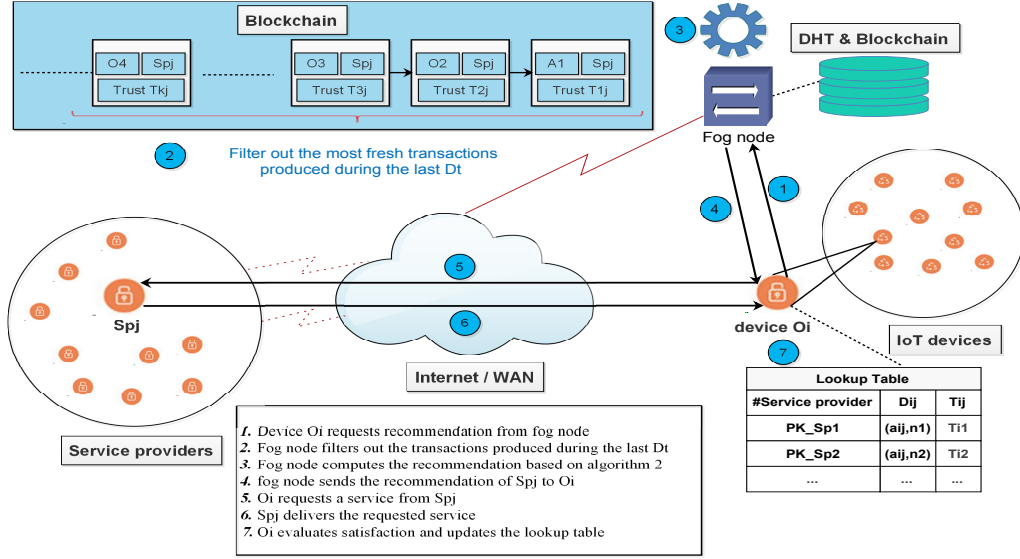 Blockchain
O4 Spj O3 Spj O2 Spj A1 Spj
Trust Tkj Trust T3j Trust T2j Trust T1j
3
DHT & Blockchain
Fog node
2
Filter out the most fresh transactions
produced during the last Dt
4
1
5
6
Spj
device Oi
7
IoT devices
Internet / WAN
Service providers
Lookup Table
#Service provider Dij Tij
PK_Sp1 (aij,n1) Ti1
PK_Sp2 (aij,n2) Ti2
... ... ...
1. Device Oi requests recommendation from fog node
2. Fog node filters out the transactions produced during the last Dt
3. Fog node computes the recommendation based on algorithm 2
4. fog node sends the recommendation of Spj to Oi
5. Oi requests a service from Spj
6. Spj delivers the requested service
7. Oi evaluates satisfaction and updates the lookup table